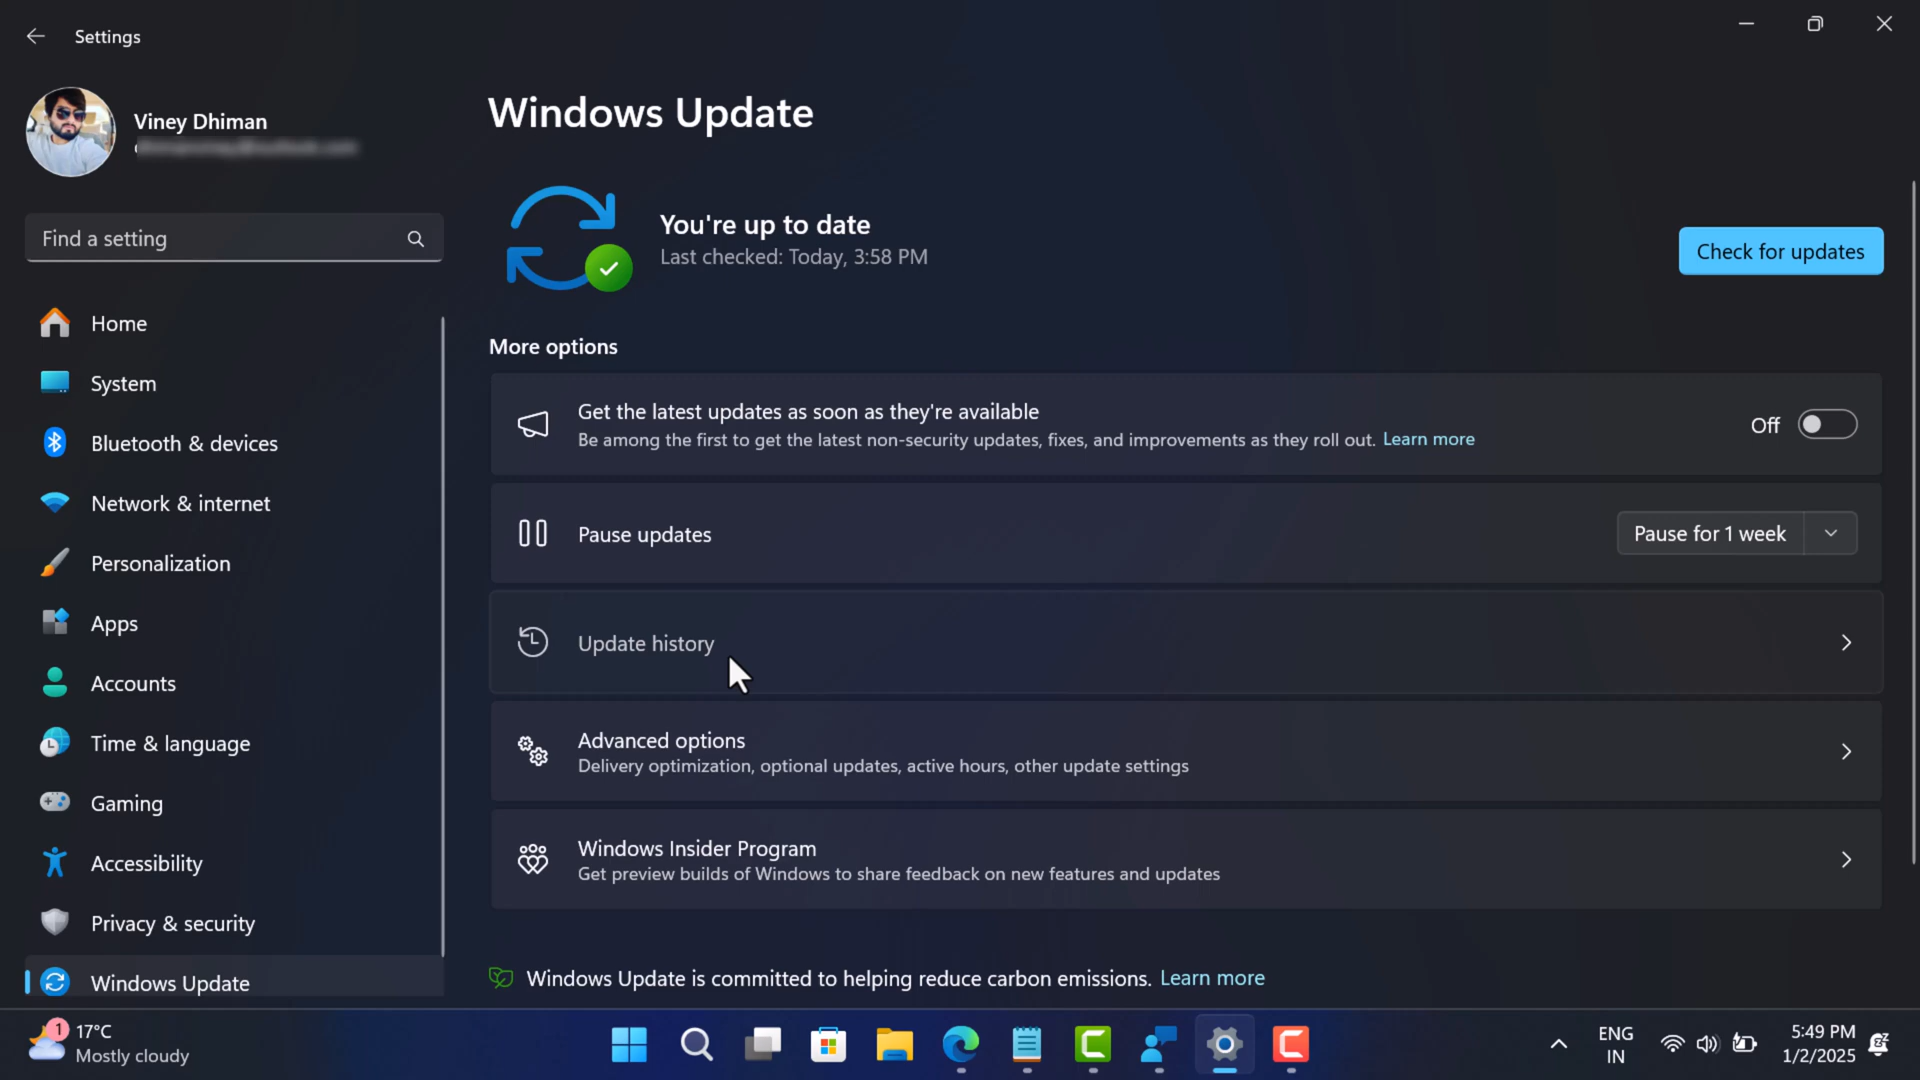 Settings
Viney Dhiman
Find a setting
Home
System
Bluetooth & devices
Network & internet
Personalization
Apps
Accounts
Time & language
Gaming
Accessibility
Privacy & security
Windows Update
Windows Update
You're up to date
Last checked: Today, 3:58 PM
Check for updates
More options
Get the latest updates as soon as they're available
Be among the first to get the latest non-security updates, fixes, and improvements as they roll out. Learn more
Off
Pause updates
Pause for 1 week
Update history
Advanced options
Delivery optimization, optional updates, active hours, other update settings
Windows Insider Program
Get preview builds of Windows to share feedback on new features and updates
Windows Update is committed to helping reduce carbon emissions. Learn more
1
17°C
Mostly cloudy
ENG
IN
5:49 PM
1/2/2025